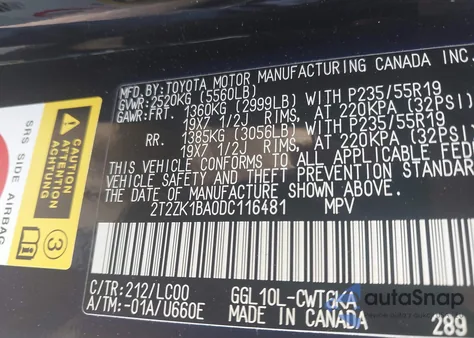 MFD.BY:TOYOTA MOTOR MANUFACTURING CANADA INC.
GVWR:2520KG (5560LB)
GAWR:FRT. 1360KG (2999LB) WITH P235/55R19
19X7 1/2J RIMS, AT 220KPA (32PSI)
RR. 1385KG (3056LB) WITH P235/55R19
19X7 1/2J RIMS, AT 220KPA (32PSI)
THIS VEHICLE CONFORMS TO ALL APPLICABLE FED
VEHICLE SAFETY AND THEFT PREVENTION STANDAR
DATE OF MANUFACTURE SHOWN ABOVE.
2T2ZK1BA0DC116481 MPV
C/TR:212/LC00 GGL10L-CWTGKA
A/TM:-01A/U660E MADE IN CANADA 289
SRS SIDE AIRBAG
CAUTION
ATTENTION
ACHTUNG
3
i
autoSnap